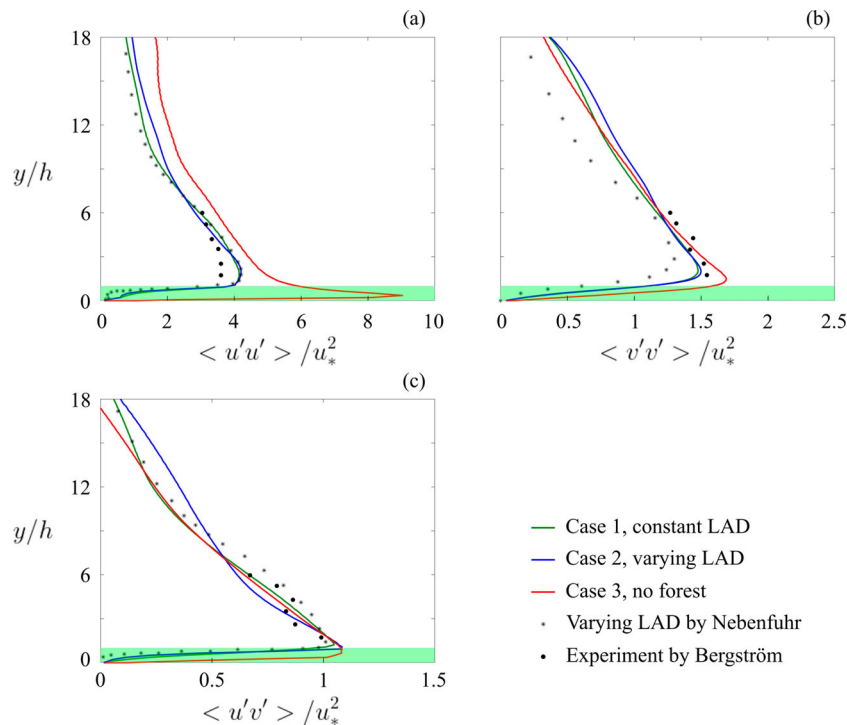 (a)
18
12
y/h
6
0
0 2 4 6 8 10
< u′u′ > /u²*
(b)
18
12
y/h
6
0
0 0.5 1 1.5 2 2.5
< v′v′ > /u²*
(c)
18
12
y/h
6
0
0 0.5 1 1.5
< u′v′ > /u²*
Case 1, constant LAD
Case 2, varying LAD
Case 3, no forest
Varying LAD by Nebenfuhr
Experiment by Bergström